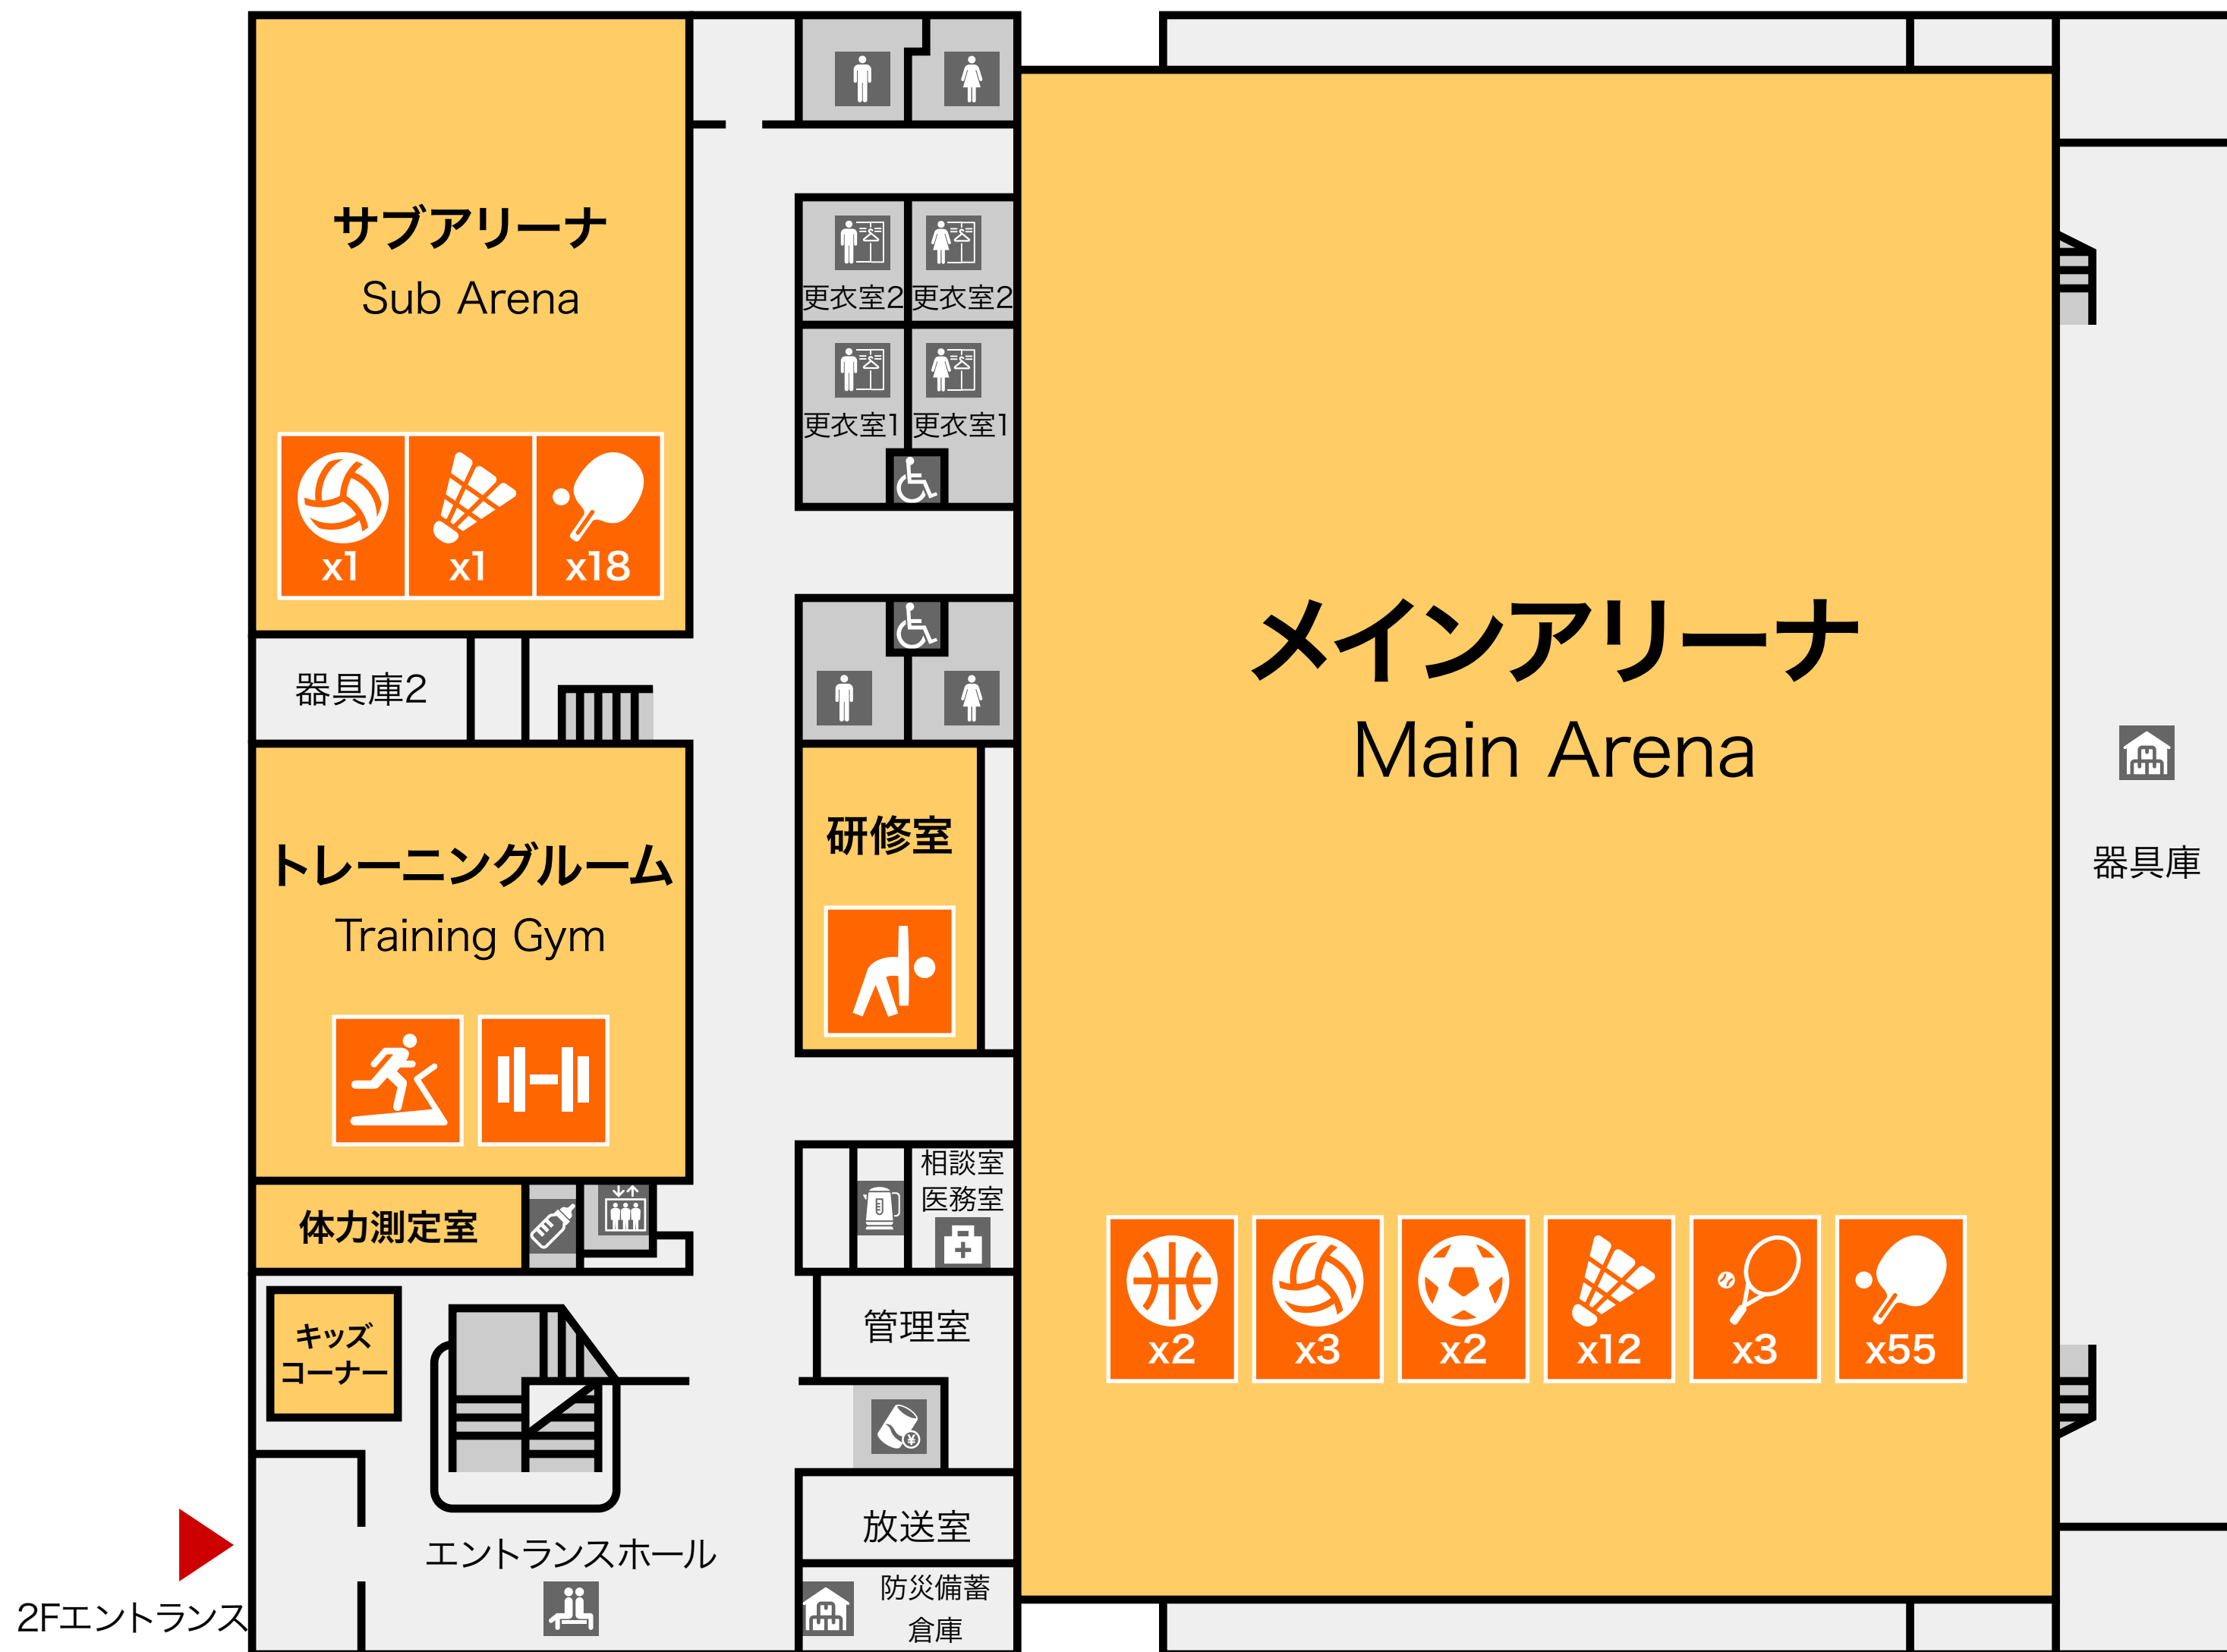 サブアリーナ
Sub Arena
x1
x1
x18
器具庫2
トレーニングルーム
Training Gym
体力測定室
キッズ
コーナー
エントランスホール
2Fエントランス
更衣室2
更衣室2
更衣室1
更衣室1
研修室
相談室
医務室
管理室
¥
放送室
防災備蓄
倉庫
メインアリーナ
Main Arena
x2
x3
x2
x12
x3
x55
器具庫